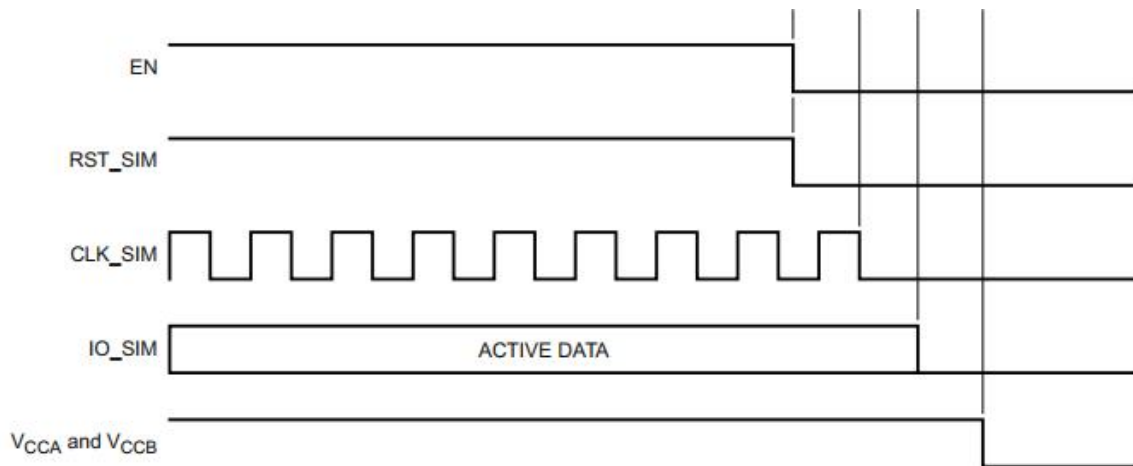 EN
RST_SIM
CLK_SIM
IO_SIM
ACTIVE DATA
VCCA and VCCB